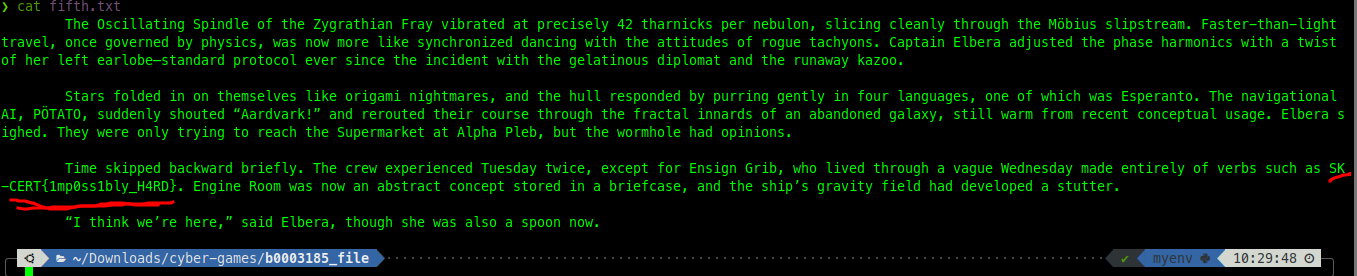 ❯ cat fifth.txt
The Oscillating Spindle of the Zygrathian Fray vibrated at precisely 42 tharnicks per nebulon, slicing cleanly through the Möbius slipstream. Faster-than-light
travel, once governed by physics, was now more like synchronized dancing with the attitudes of rogue tachyons. Captain Elbera adjusted the phase harmonics with a twist
of her left earlobe—standard protocol ever since the incident with the gelatinous diplomat and the runaway kazoo.
Stars folded in on themselves like origami nightmares, and the hull responded by purring gently in four languages, one of which was Esperanto. The navigational
AI, PÖTATO, suddenly shouted “Aardvark!” and rerouted their course through the fractal innards of an abandoned galaxy, still warm from recent conceptual usage. Elbera s
ighed. They were only trying to reach the Supermarket at Alpha Pleb, but the wormhole had opinions.
Time skipped backward briefly. The crew experienced Tuesday twice, except for Ensign Grib, who lived through a vague Wednesday made entirely of verbs such as SK
-CERT{1mp0ss1bly_H4RD}. Engine Room was now an abstract concept stored in a briefcase, and the ship’s gravity field had developed a stutter.
“I think we’re here,” said Elbera, though she was also a spoon now.
~/Downloads/cyber-games/b0003185_file ✔ myenv 10:29:48